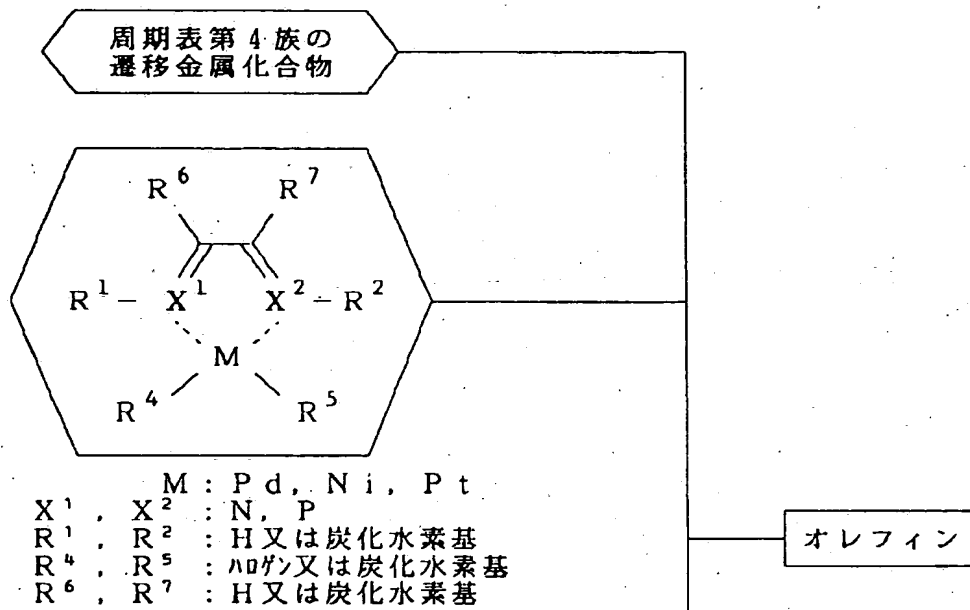 周期表第4族の
遷移金属化合物
R⁶ R⁷
R¹ X¹ X² R²
M
R⁴ R⁵
M : Pd, Ni, Pt
X¹, X² : N, P
R¹, R² : H又は炭化水素基
R⁴, R⁵ : ハロゲン又は炭化水素基
R⁶, R⁷ : H又は炭化水素基
オレフィン